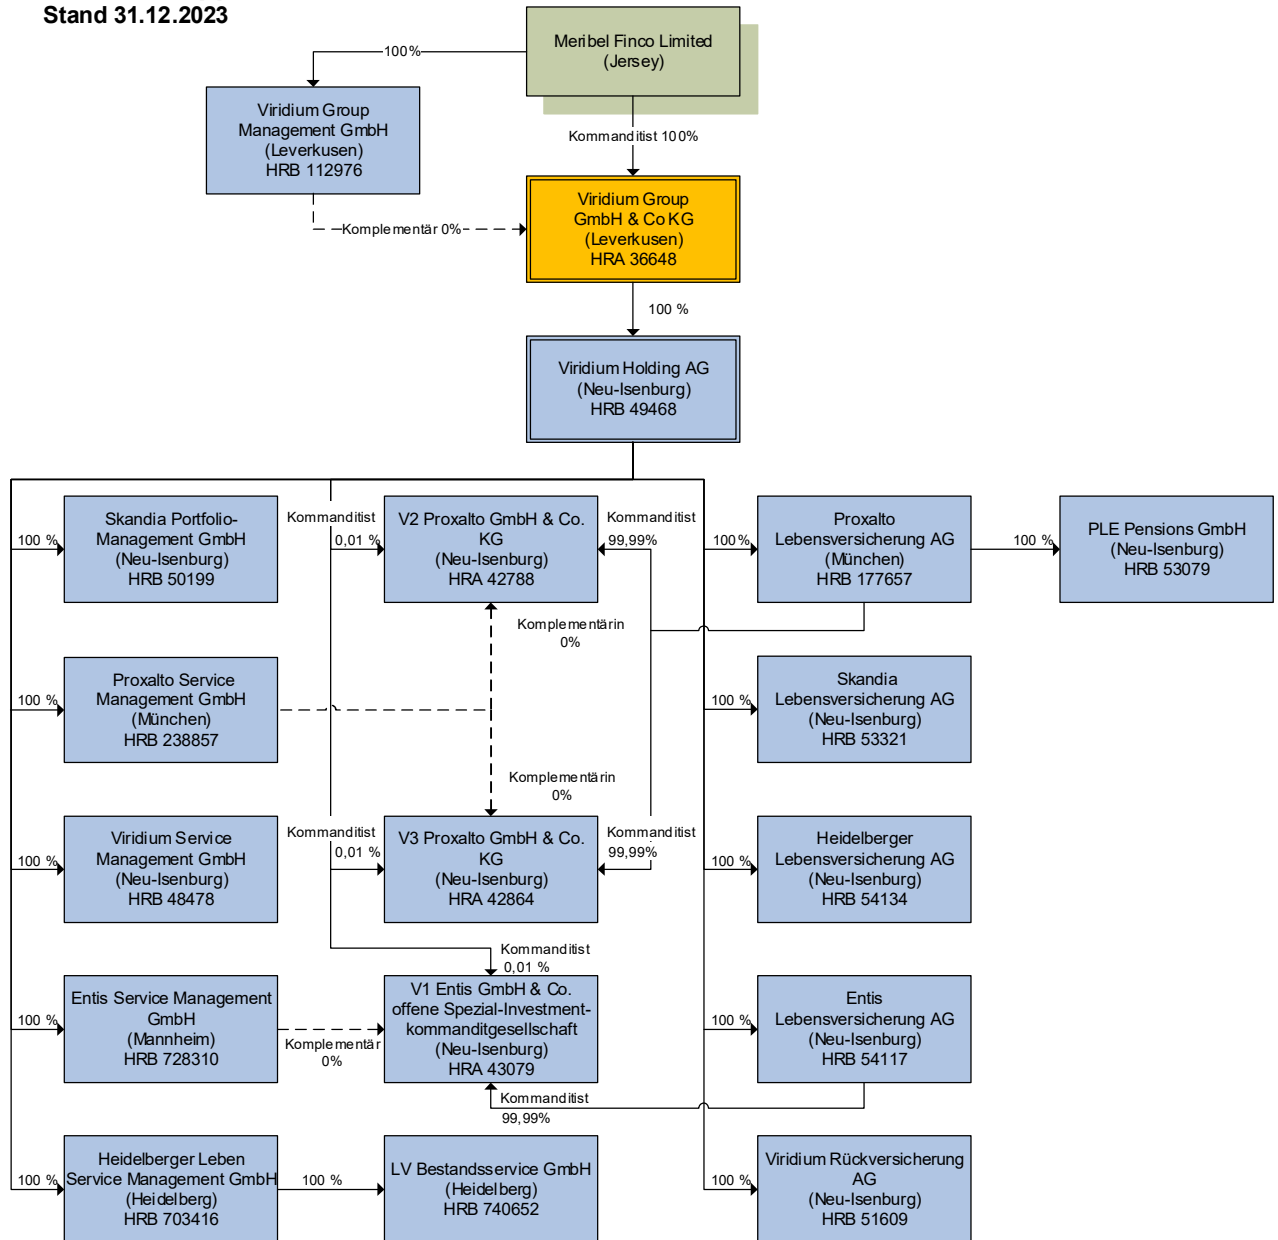 Stand 31.12.2023
Meribel Finco Limited
(Jersey)
100%
Viridium Group
Management GmbH
(Leverkusen)
HRB 112976
Kommanditist 100%
Viridium Group
GmbH & Co KG
(Leverkusen)
HRA 36648
Komplementär 0%
100 %
Viridium Holding AG
(Neu-Isenburg)
HRB 49468
100 %
Skandia Portfolio-
Management GmbH
(Neu-Isenburg)
HRB 50199
Kommanditist
0,01 %
V2 Proxalto GmbH & Co.
KG
(Neu-Isenburg)
HRA 42788
Kommanditist
99,99%
100%
Proxalto
Lebensversicherung AG
(München)
HRB 177657
100 %
PLE Pensions GmbH
(Neu-Isenburg)
HRB 53079
Komplementärin
0%
100 %
Proxalto Service
Management GmbH
(München)
HRB 238857
100 %
Skandia
Lebensversicherung AG
(Neu-Isenburg)
HRB 53321
Komplementärin
0%
100 %
Viridium Service
Management GmbH
(Neu-Isenburg)
HRB 48478
Kommanditist
0,01 %
V3 Proxalto GmbH & Co.
KG
(Neu-Isenburg)
HRA 42864
Kommanditist
99,99%
100 %
Heidelberger
Lebensversicherung AG
(Neu-Isenburg)
HRB 54134
Kommanditist
0,01 %
100 %
Entis Service Management
GmbH
(Mannheim)
HRB 728310
Komplementär
0%
V1 Entis GmbH & Co.
offene Spezial-Investment-
kommanditgesellschaft
(Neu-Isenburg)
HRA 43079
100 %
Entis
Lebensversicherung AG
(Neu-Isenburg)
HRB 54117
Kommanditist
99,99%
100 %
Heidelberger Leben
Service Management GmbH
(Heidelberg)
HRB 703416
100 %
LV Bestandsservice GmbH
(Heidelberg)
HRB 740652
100 %
Viridium Rückversicherung
AG
(Neu-Isenburg)
HRB 51609